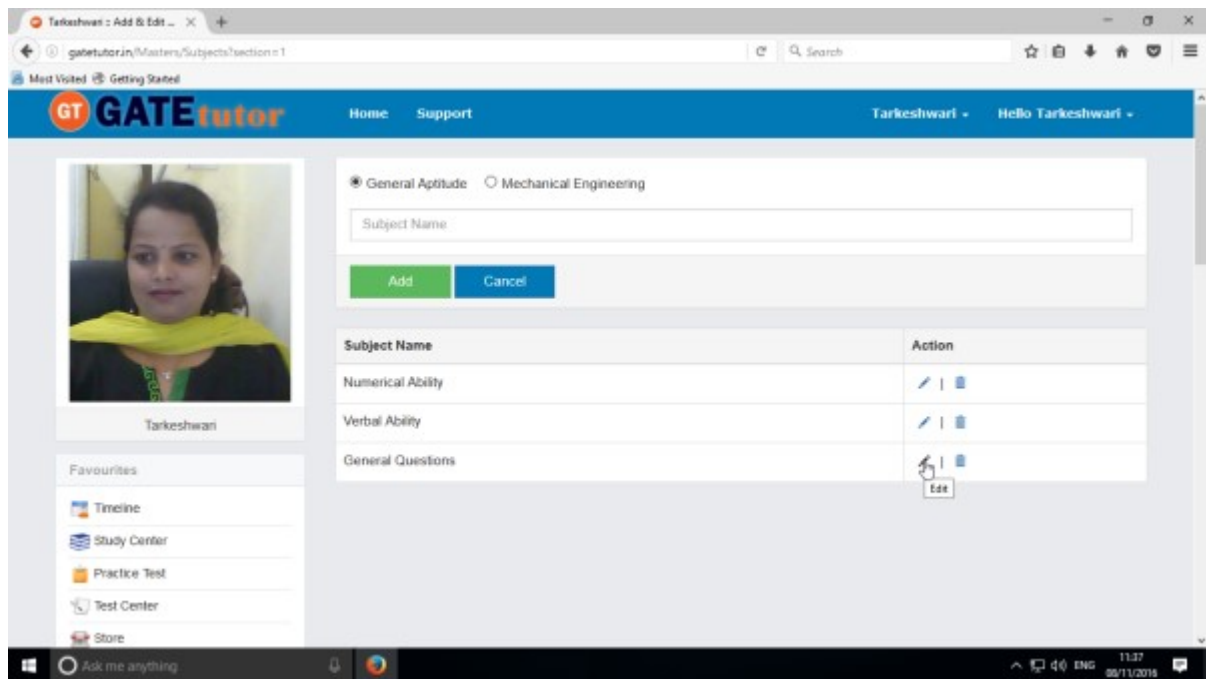 Tarkeshwari :: Add & Edit ...
gatetutor.in/Masters/Subjects?section=1
Search
Most Visited Getting Started
GT GATEtutor Home Support Tarkeshwari Hello Tarkeshwari
General Aptitude Mechanical Engineering
Subject Name
Add Cancel
Subject Name Action
Numerical Ability |
Verbal Ability |
General Questions |
Edit
Tarkeshwari
Favourites
Timeline
Study Center
Practice Test
Test Center
Store
Ask me anything
ENG 11:37
08/11/2016